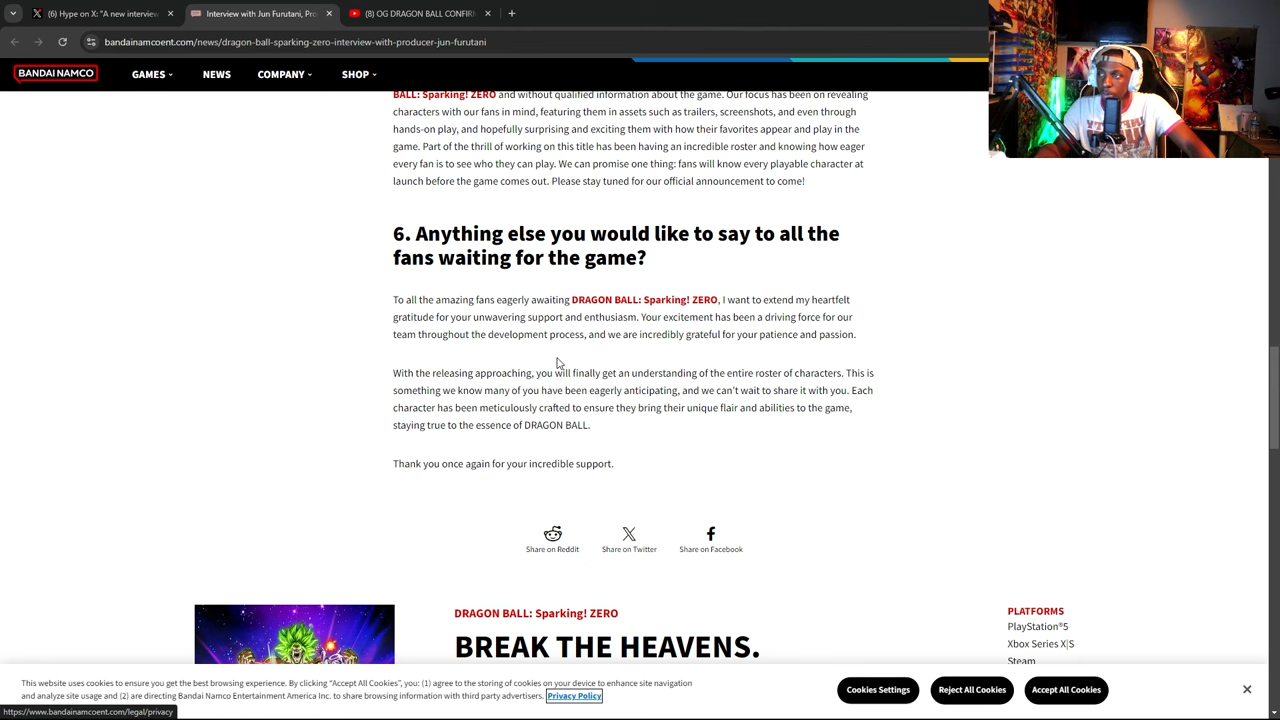 (6) Hype on X: "A new interview
Interview with Jun Furutani, Pro
(8) OG DRAGON BALL CONFIRM
bandainamcoent.com/news/dragon-ball-sparking-zero-interview-with-producer-jun-furutani
BANDAI NAMCO GAMES NEWS COMPANY SHOP
BALL: Sparking! ZERO and without qualified information about the game. Our focus has been on revealing
characters with our fans in mind, featuring them in assets such as trailers, screenshots, and even through
hands-on play, and hopefully surprising and exciting them with how their favorites appear and play in the
game. Part of the thrill of working on this title has been having an incredible roster and knowing how eager
every fan is to see who they can play. We can promise one thing: fans will know every playable character at
launch before the game comes out. Please stay tuned for our official announcement to come!
6. Anything else you would like to say to all the
fans waiting for the game?
To all the amazing fans eagerly awaiting DRAGON BALL: Sparking! ZERO, I want to extend my heartfelt
gratitude for your unwavering support and enthusiasm. Your excitement has been a driving force for our
team throughout the development process, and we are incredibly grateful for your patience and passion.
With the releasing approaching, you will finally get an understanding of the entire roster of characters. This is
something we know many of you have been eagerly anticipating, and we can't wait to share it with you. Each
character has been meticulously crafted to ensure they bring their unique flair and abilities to the game,
staying true to the essence of DRAGON BALL.
Thank you once again for your incredible support.
Share on Reddit
Share on Twitter
Share on Facebook
DRAGON BALL: Sparking! ZERO
BREAK THE HEAVENS.
PLATFORMS
PlayStation®5
Xbox Series X|S
Steam
This website uses cookies to ensure you get the best browsing experience. By clicking "Accept All Cookies", you: (1) agree to the storing of cookies on your device to enhance site navigation
and analyze site usage and (2) are directing Bandai Namco Entertainment America Inc. to share browsing information with third party advertisers. Privacy Policy
Cookies Settings
Reject All Cookies
Accept All Cookies
https://www.bandainamcoent.com/legal/privacy